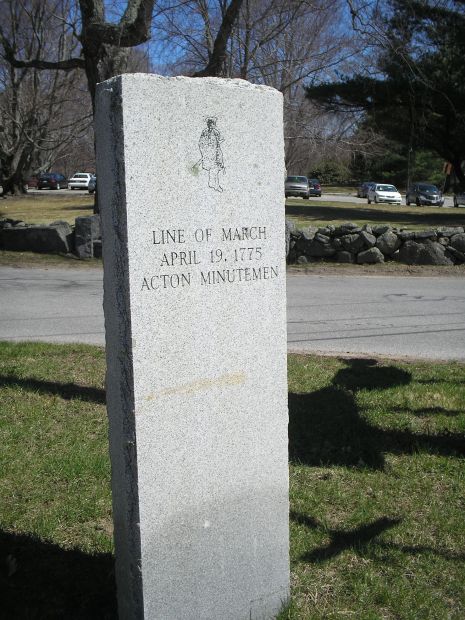 LINE OF MARCH
APRIL 19, 1775
ACTON MINUTEMEN